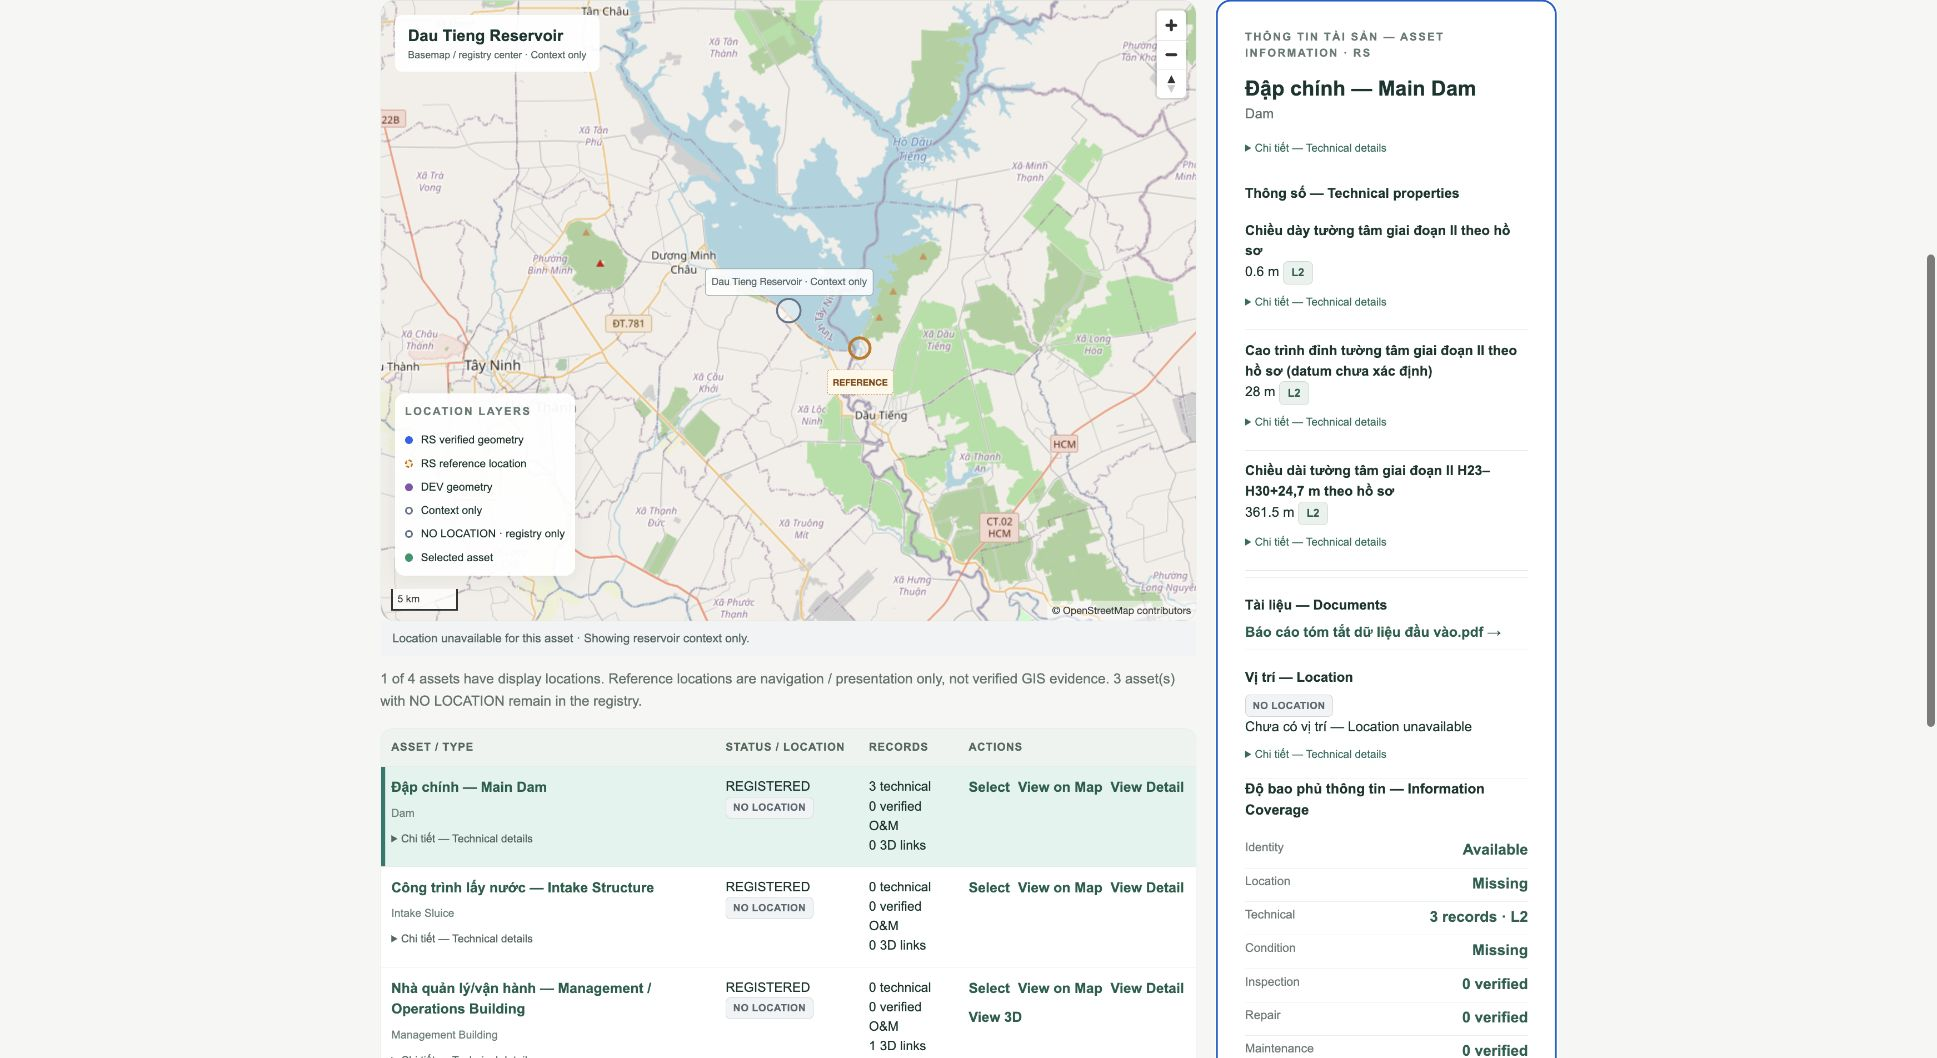 Dau Tieng Reservoir
Basemap / registry center · Context only
Tân Châu
Xã Tân
Thạnh
22B
Xã Tân
Phú
Hồ Dầu
Tiếng
Xã Minh
Thạnh
Xã Trà
Vong
Phường
Bình Minh
Dương Minh
Châu
Dau Tieng Reservoir · Context only
Tây Ninh
ĐT.781
Xã Châu
Thành
Xã Dầu
Tiếng
Xã Long
Hòa
Tây Ninh
REFERENCE
Xã Cầu
Khởi
Xã Lộc
Ninh
Dầu Tiếng
HCM
Xã Thanh
An
Xã Thạnh
Đức
Xã Truông
Mít
CT.02
HCM
Xã Hưng
Thuận
Xã Phước
Thạnh
Phường
Long Nguyên
LOCATION LAYERS
RS verified geometry
RS reference location
DEV geometry
Context only
NO LOCATION · registry only
Selected asset
5 km
© OpenStreetMap contributors
Location unavailable for this asset · Showing reservoir context only.
1 of 4 assets have display locations. Reference locations are navigation / presentation only, not verified GIS evidence. 3 asset(s)
with NO LOCATION remain in the registry.
ASSET / TYPE STATUS / LOCATION RECORDS ACTIONS
Đập chính — Main Dam
Dam
Chi tiết — Technical details
REGISTERED
NO LOCATION
3 technical
0 verified
O&M
0 3D links
Select View on Map View Detail
Công trình lấy nước — Intake Structure
Intake Sluice
Chi tiết — Technical details
REGISTERED
NO LOCATION
0 technical
0 verified
O&M
0 3D links
Select View on Map View Detail
Nhà quản lý/vận hành — Management /
Operations Building
Management Building
REGISTERED
NO LOCATION
0 technical
0 verified
O&M
1 3D links
Select View on Map View Detail
View 3D
THÔNG TIN TÀI SẢN — ASSET
INFORMATION · RS
Đập chính — Main Dam
Dam
Chi tiết — Technical details
Thông số — Technical properties
Chiều dày tường tâm giai đoạn II theo hồ
sơ
0.6 m L2
Chi tiết — Technical details
Cao trình đỉnh tường tâm giai đoạn II theo
hồ sơ (datum chưa xác định)
28 m L2
Chi tiết — Technical details
Chiều dài tường tâm giai đoạn II H23–
H30+24,7 m theo hồ sơ
361.5 m L2
Chi tiết — Technical details
Tài liệu — Documents
Báo cáo tóm tắt dữ liệu đầu vào.pdf →
Vị trí — Location
NO LOCATION
Chưa có vị trí — Location unavailable
Chi tiết — Technical details
Độ bao phủ thông tin — Information
Coverage
Identity Available
Location Missing
Technical 3 records · L2
Condition Missing
Inspection 0 verified
Repair 0 verified
Maintenance 0 verified